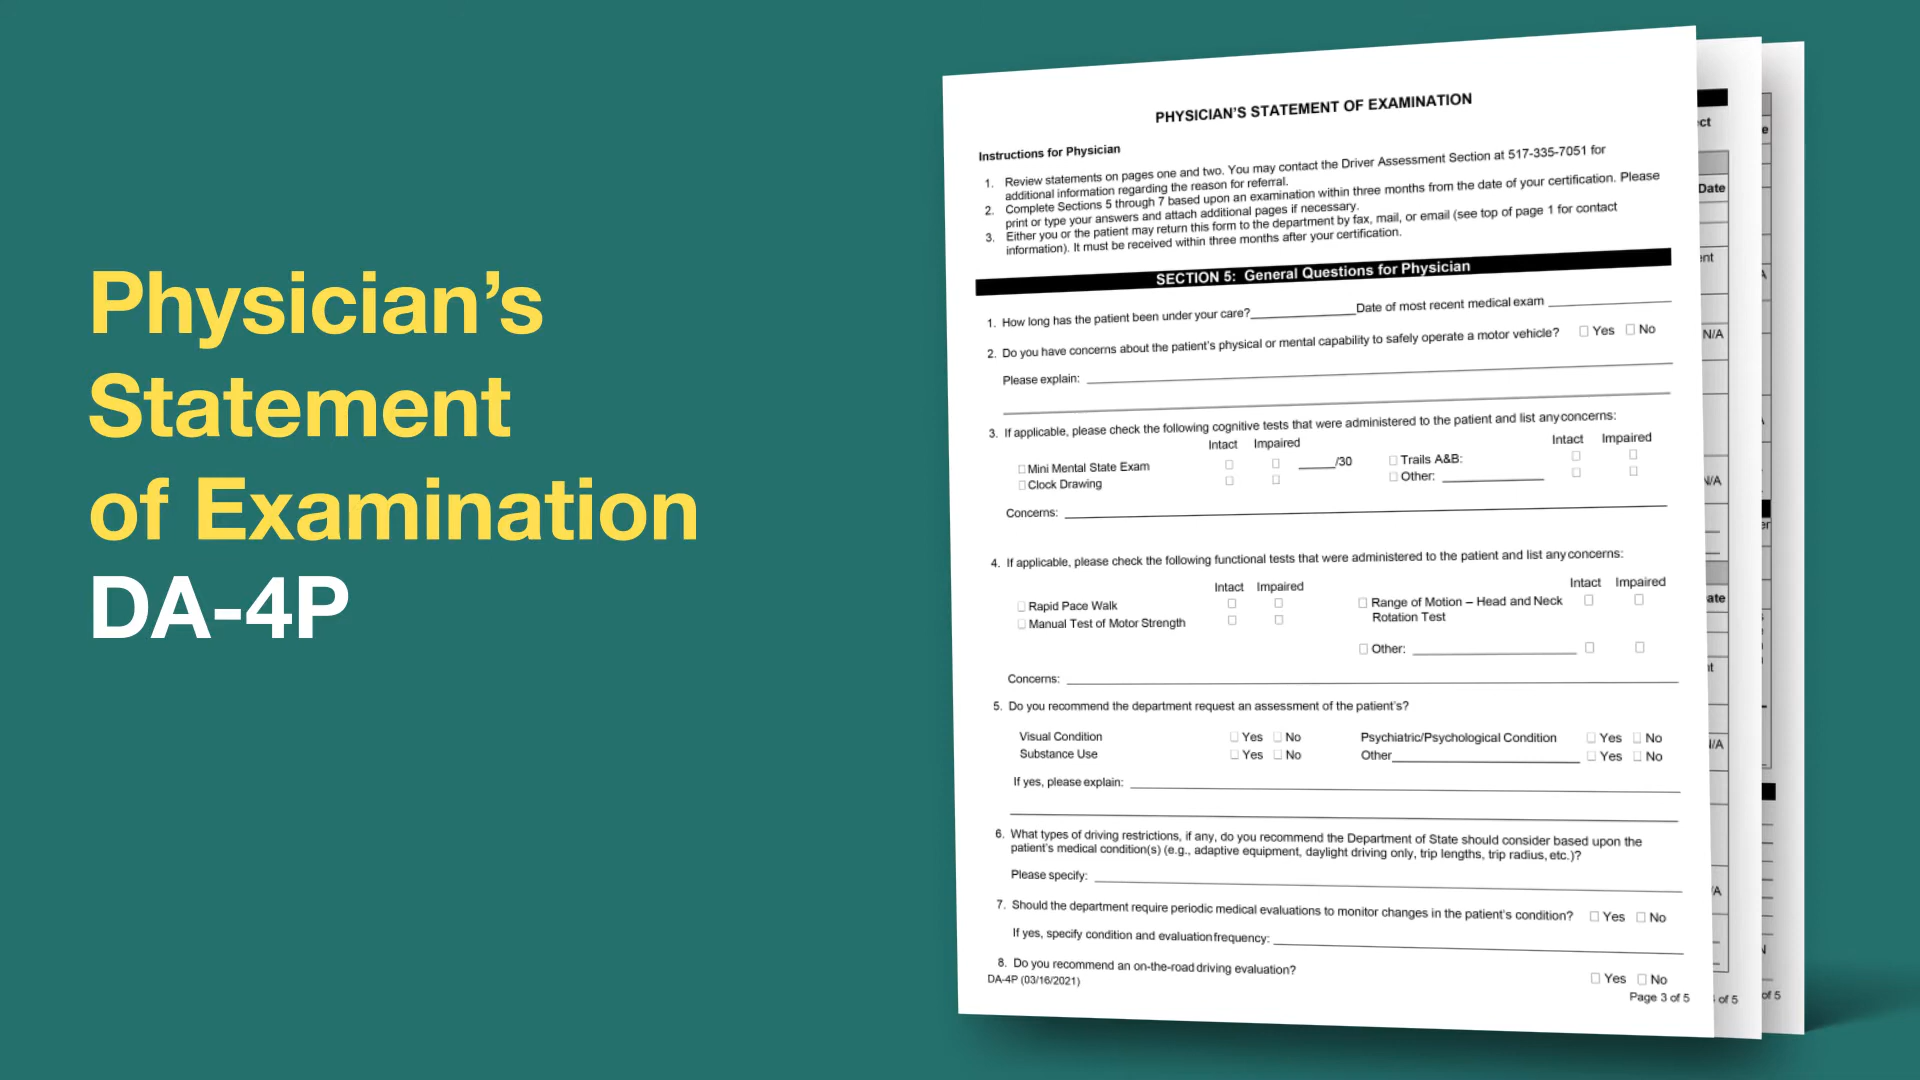 Physician’s
Statement
of Examination
DA-4P
PHYSICIAN’S STATEMENT OF EXAMINATION
Instructions for Physician
1. Review statements on pages one and two. You may contact the Driver Assessment Section at 517-335-7051 for
additional information regarding the reason for referral.
2. Complete Sections 5 through 7 based upon an examination within three months from the date of your certification. Please
print or type your answers and attach additional pages if necessary.
3. Either you or the patient may return this form to the department by fax, mail, or email (see top of page 1 for contact
information). It must be received within three months after your certification.
SECTION 5: General Questions for Physician
1. How long has the patient been under your care?____________Date of most recent medical exam ____________
2. Do you have concerns about the patient’s physical or mental capability to safely operate a motor vehicle? Yes No
Please explain:
3. If applicable, please check the following cognitive tests that were administered to the patient and list any concerns:
Intact Impaired Intact Impaired
Mini Mental State Exam _____/30 Trails A&B:
Clock Drawing Other:
Concerns:
4. If applicable, please check the following functional tests that were administered to the patient and list any concerns:
Intact Impaired Intact Impaired
Rapid Pace Walk Range of Motion – Head and Neck
Manual Test of Motor Strength Rotation Test
Other:
Concerns:
5. Do you recommend the department request an assessment of the patient’s?
Visual Condition Yes No Psychiatric/Psychological Condition Yes No
Substance Use Yes No Other Yes No
If yes, please explain:
6. What types of driving restrictions, if any, do you recommend the Department of State should consider based upon the
patient’s medical condition(s) (e.g., adaptive equipment, daylight driving only, trip lengths, trip radius, etc.)?
Please specify:
7. Should the department require periodic medical evaluations to monitor changes in the patient’s condition? Yes No
If yes, specify condition and evaluation frequency:
8. Do you recommend an on-the-road driving evaluation? Yes No
DA-4P (03/16/2021)
Page 3 of 5
of 5
of 5
Date
N/A